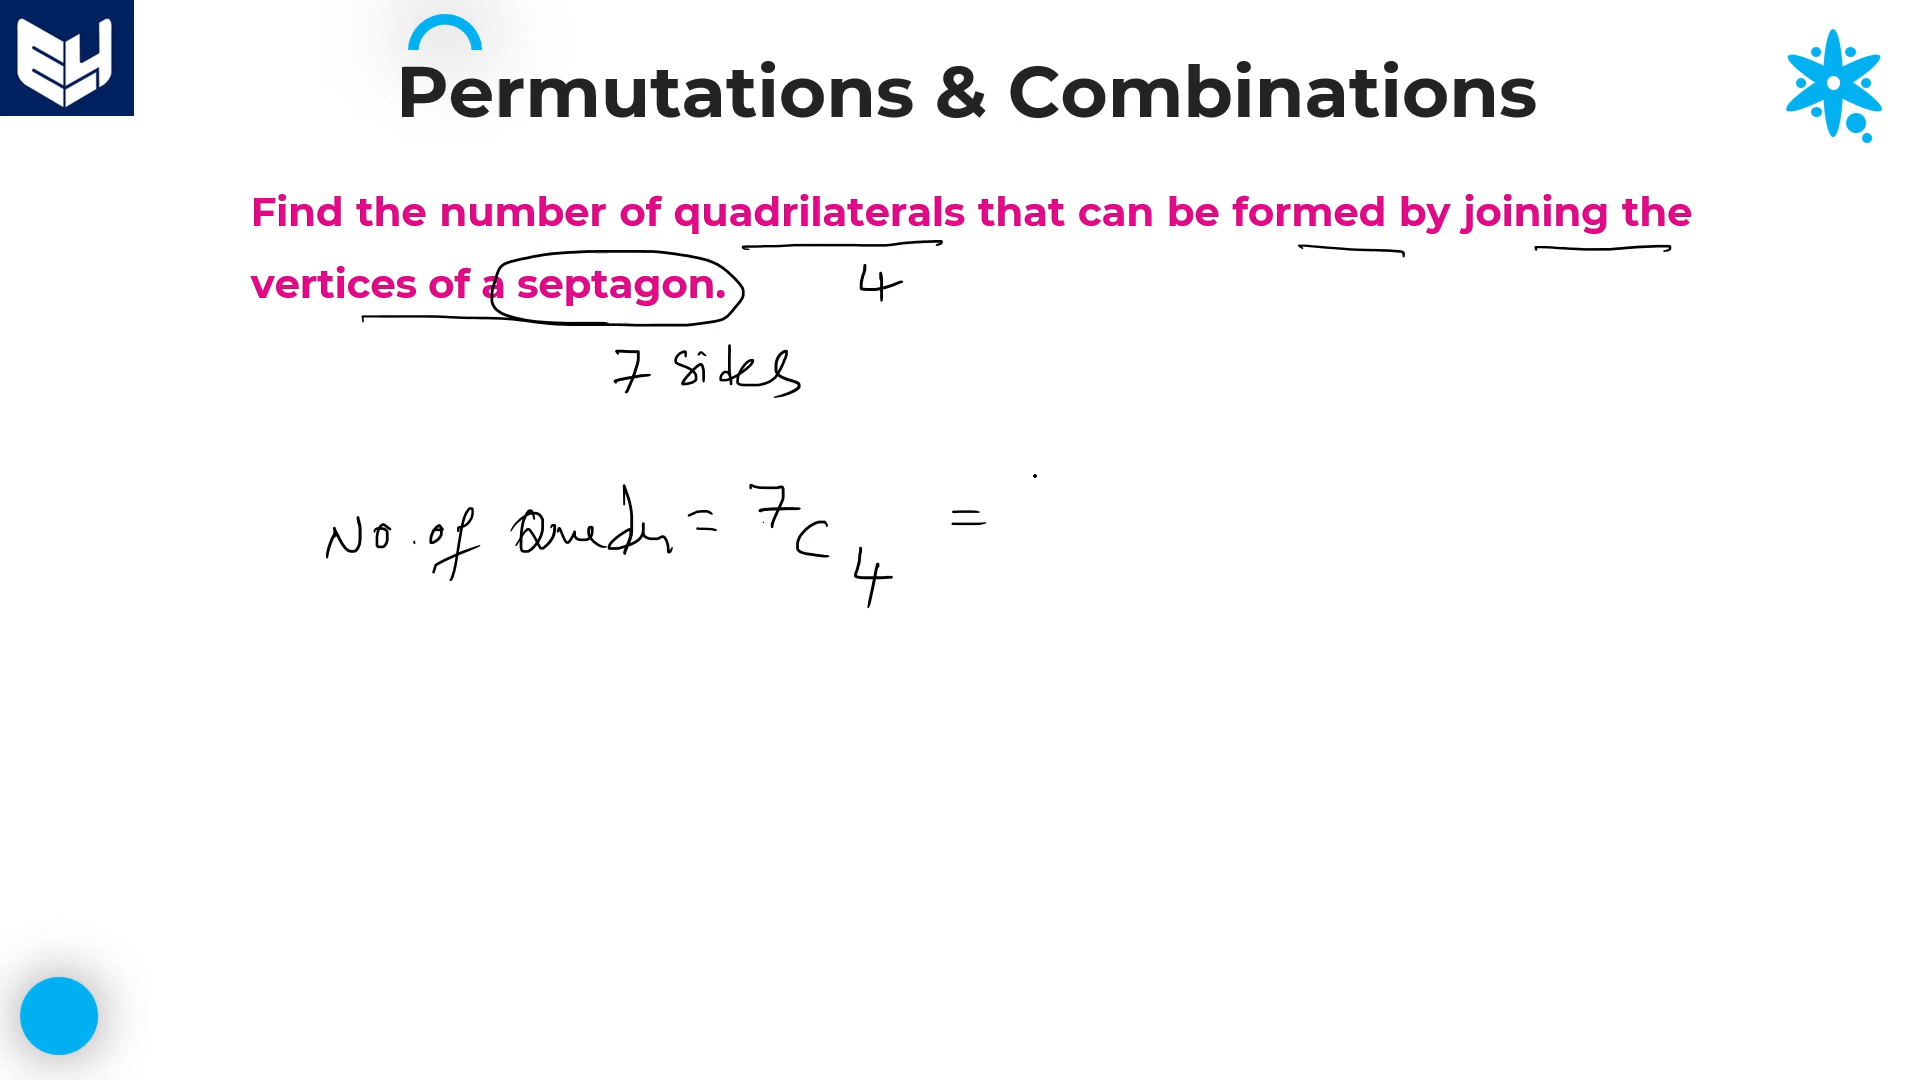 Permutations & Combinations
Find the number of quadrilaterals that can be formed by joining the
vertices of a septagon.
4
7 sides
No. of = ⁷C₄ =